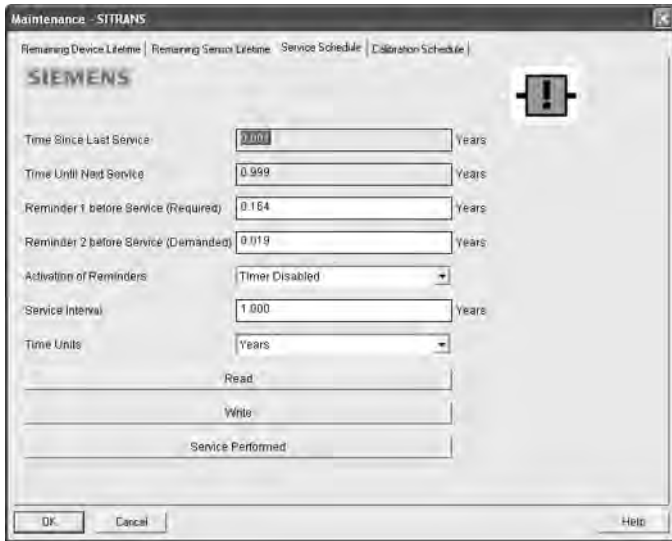 Maintenance - SITRANS
Remaining Device Lifetime | Remaining Sensor Lifetime Service Schedule | Calibration Schedule |
SIEMENS
!
Time Since Last Service 0.001 Years
Time Until Next Service 0.999 Years
Reminder 1 before Service (Required) 0.164 Years
Reminder 2 before Service (Demanded) 0.019 Years
Activation of Reminders Timer Disabled
Service Interval 1.000 Years
Time Units Years
Read
Write
Service Performed
OK Cancel Help